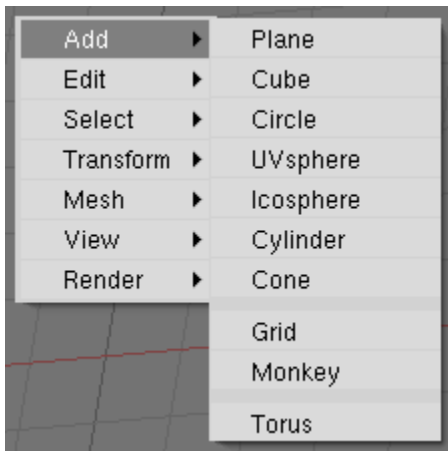 Add
Edit
Select
Transform
Mesh
View
Render
Plane
Cube
Circle
UVsphere
Icosphere
Cylinder
Cone
Grid
Monkey
Torus